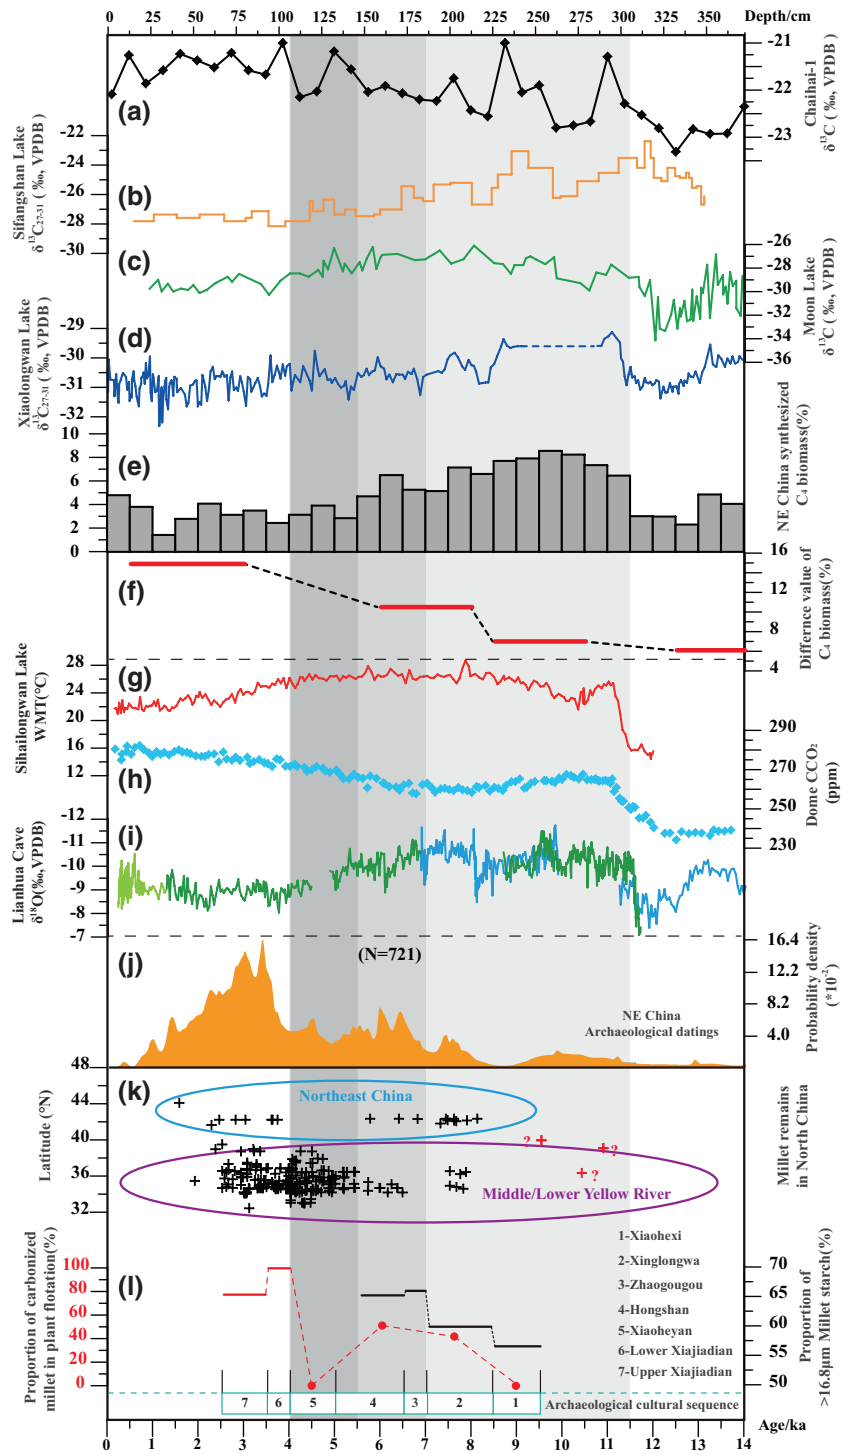 0 25 50 75 100 125 150 175 200 225 250 275 300 325 350 Depth/cm
(a)
-21
-22
-23
Chaihai-1
δ¹³C ( ‰, VPDB)
Sifangshan Lake
δ¹³C₂₇₋₃₁ ( ‰, VPDB)
-22
-24
-26
-28
-30
(b)
(c)
-26
-28
-30
-32
-34
-36
Moon Lake
δ¹³C ( ‰, VPDB)
Xiaolongwan Lake
δ¹³C₂₇₋₃₁ ( ‰, VPDB)
-29
-30
-31
-32
(d)
10
8
6
4
2
0
(e)
NE China synthesized
C₄ biomass(%)
(f)
16
12
8
4
Differnce value of
C₄ biomass(%)
Sihailongwan Lake
WMT(°C)
28
24
20
16
12
(g)
(h)
290
270
250
230
Dome CCO₂
(ppm)
Lianhua Cave
δ¹⁸O(‰,VPDB)
-12
-11
-10
-9
-8
-7
(i)
(j)
(N=721)
NE China
Archaeological datings
16.4
12.2
8.2
4.0
Probability density
(*10⁻²)
Latitude (°N)
48
44
40
36
32
(k)
Northeast China
? ?
?
Middle/Lower Yellow River
Millet remains
in North China
Proportion of carbonized
millet in plant flotation(%)
100
80
60
40
20
0
(l)
1-Xiaohexi
2-Xinglongwa
3-Zhaogougou
4-Hongshan
5-Xiaoheyan
6-Lower Xiajiadian
7-Upper Xiajiadian
70
65
60
55
50
Proportion of
>16.8μm Millet starch(%)
7 6 5 4 3 2 1 Archaeological cultural sequence
0 1 2 3 4 5 6 7 8 9 10 11 12 13 14
Age/ka